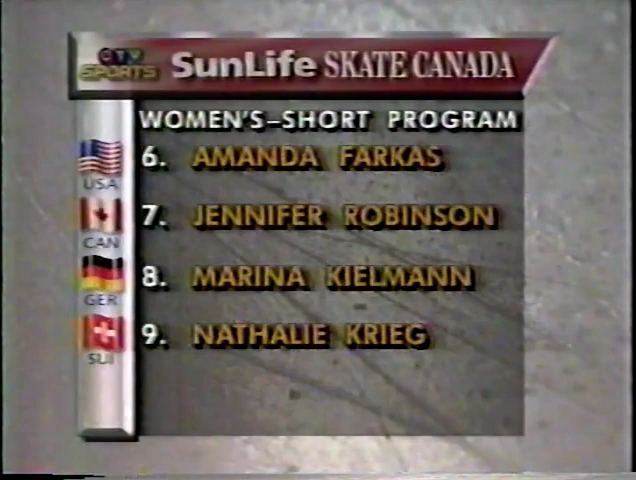 CTV
SPORTS
SunLife SKATE CANADA
WOMEN'S-SHORT PROGRAM
USA 6. AMANDA FARKAS
CAN 7. JENNIFER ROBINSON
GER 8. MARINA KIELMANN
SUI 9. NATHALIE KRIEG